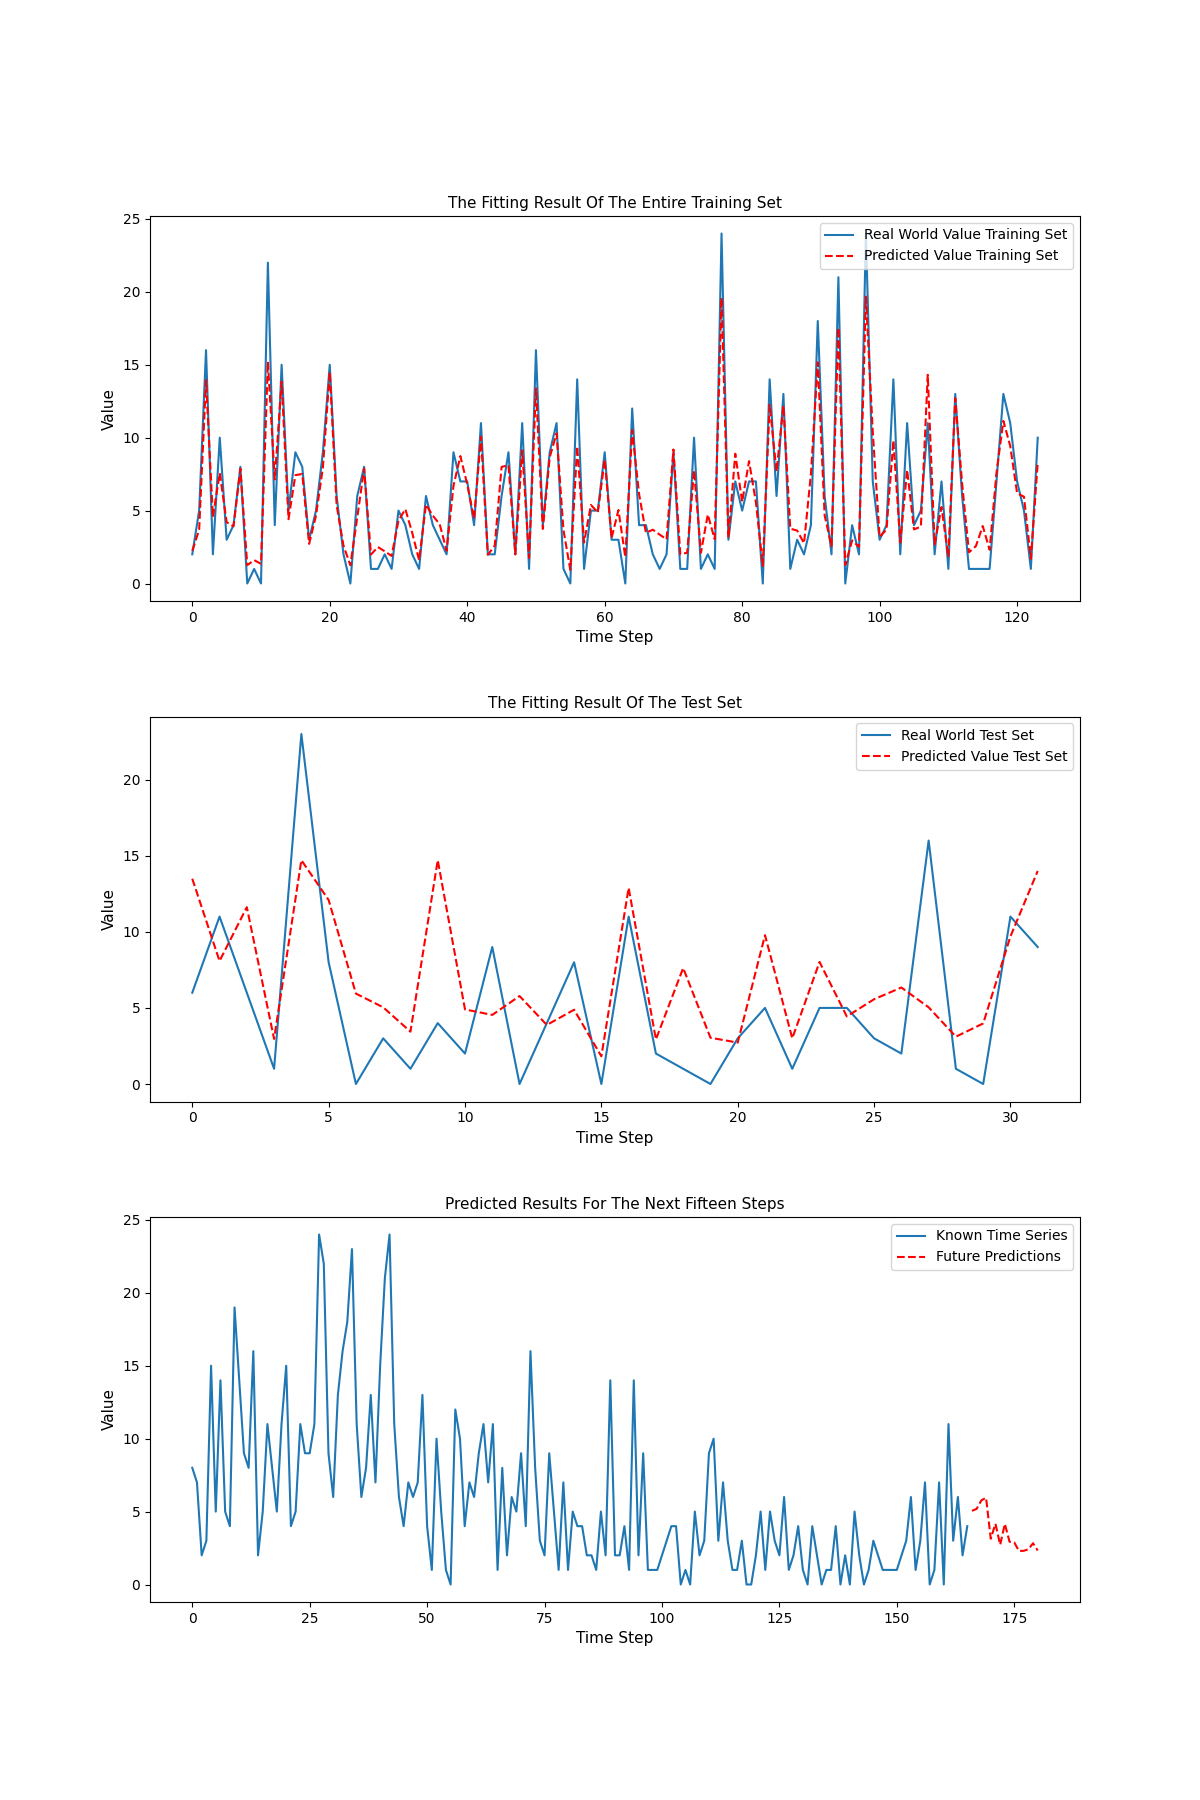 The Fitting Result Of The Entire Training Set
25
20
15
10
5
0
Value
Real World Value Training Set
Predicted Value Training Set
0 20 40 60 80 100 120
Time Step
The Fitting Result Of The Test Set
20
15
10
5
0
Value
Real World Test Set
Predicted Value Test Set
0 5 10 15 20 25 30
Time Step
Predicted Results For The Next Fifteen Steps
25
20
15
10
5
0
Value
Known Time Series
Future Predictions
0 25 50 75 100 125 150 175
Time Step